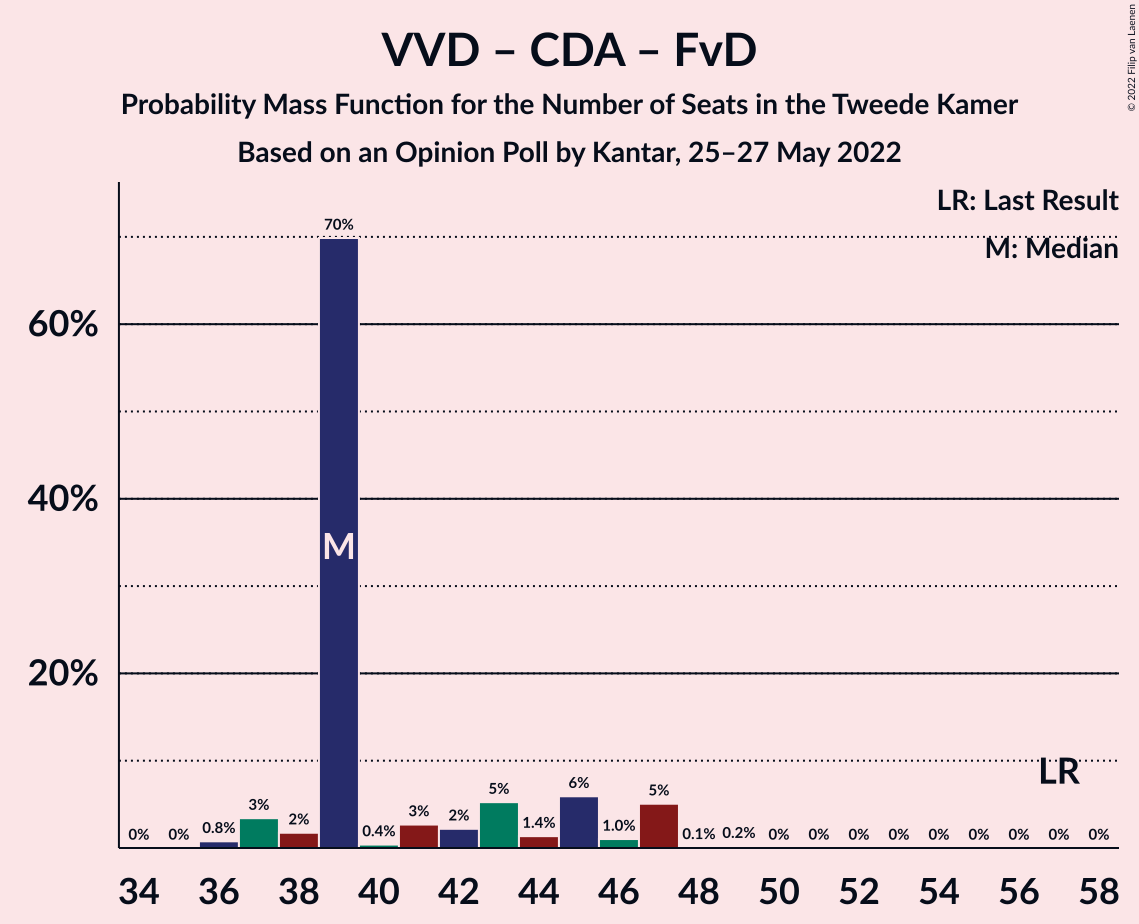 VVD – CDA – FvD
Probability Mass Function for the Number of Seats in the Tweede Kamer
Based on an Opinion Poll by Kantar, 25–27 May 2022
© 2022 Filip van Laenen
LR: Last Result
M: Median
60%
40%
20%
0% 0% 0.8% 3% 2% 70% 0.4% 3% 2% 5% 1.4% 6% 1.0% 5% 0.1% 0.2% 0% 0% 0% 0% 0% 0% 0% 0% 0%
M
LR
34 36 38 40 42 44 46 48 50 52 54 56 58